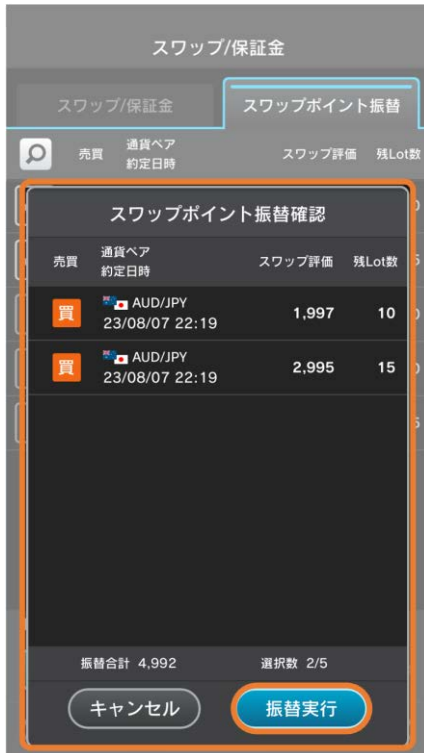 スワップ/保証金
スワップ/保証金
スワップポイント振替
売買
通貨ペア
約定日時
スワップ評価
残Lot数
スワップポイント振替確認
売買
通貨ペア
約定日時
スワップ評価
残Lot数
買
AUD/JPY
23/08/07 22:19
1,997
10
買
AUD/JPY
23/08/07 22:19
2,995
15
振替合計 4,992
選択数 2/5
キャンセル
振替実行